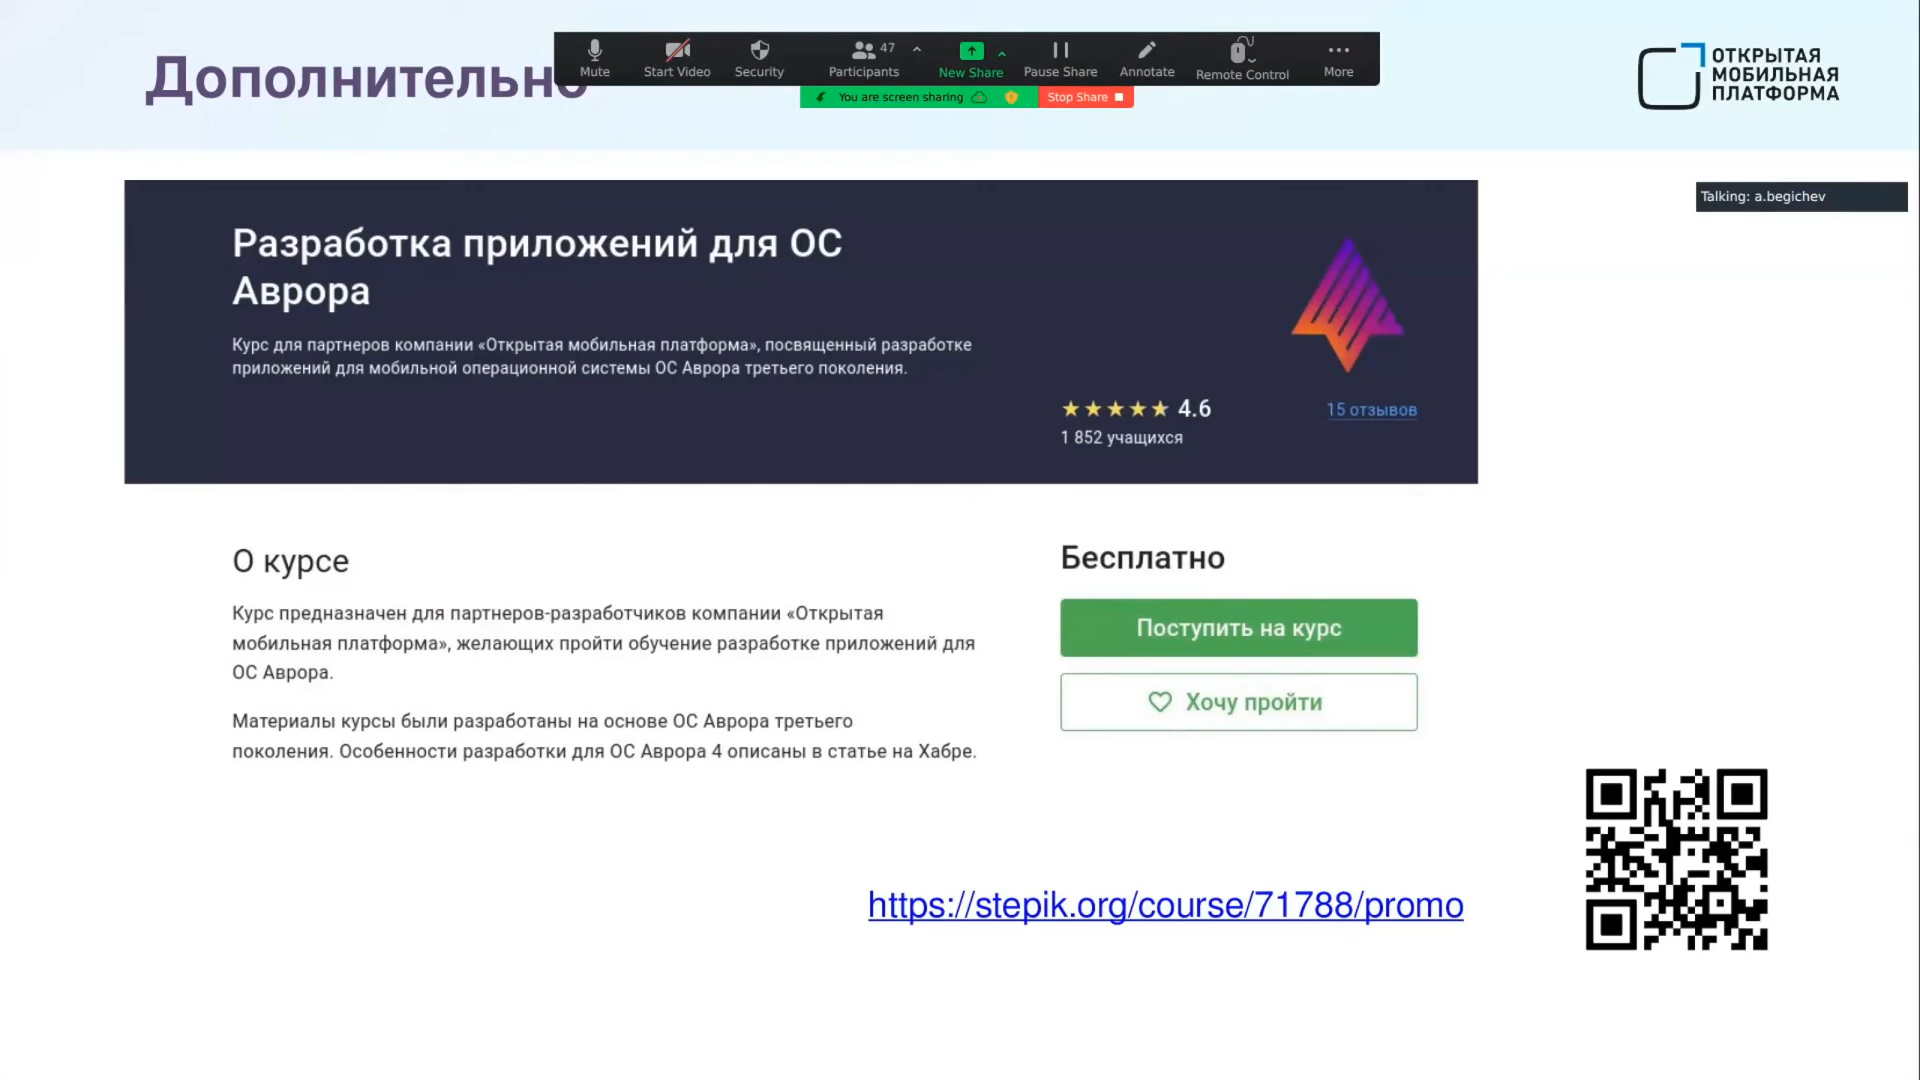 Дополнительно
Mute
Start Video
Security
Participants
47
New Share
Pause Share
Annotate
Remote Control
More
You are screen sharing
Stop Share
ОТКРЫТАЯ
МОБИЛЬНАЯ
ПЛАТФОРМА
Talking: a.begichev
Разработка приложений для ОС
Аврора
Курс для партнеров компании «Открытая мобильная платформа», посвященный разработке
приложений для мобильной операционной системы ОС Аврора третьего поколения.
4.6
15 отзывов
1 852 учащихся
О курсе
Курс предназначен для партнеров-разработчиков компании «Открытая
мобильная платформа», желающих пройти обучение разработке приложений для
ОС Аврора.
Материалы курсы были разработаны на основе ОС Аврора третьего
поколения. Особенности разработки для ОС Аврора 4 описаны в статье на Хабре.
Бесплатно
Поступить на курс
Хочу пройти
https://stepik.org/course/71788/promo